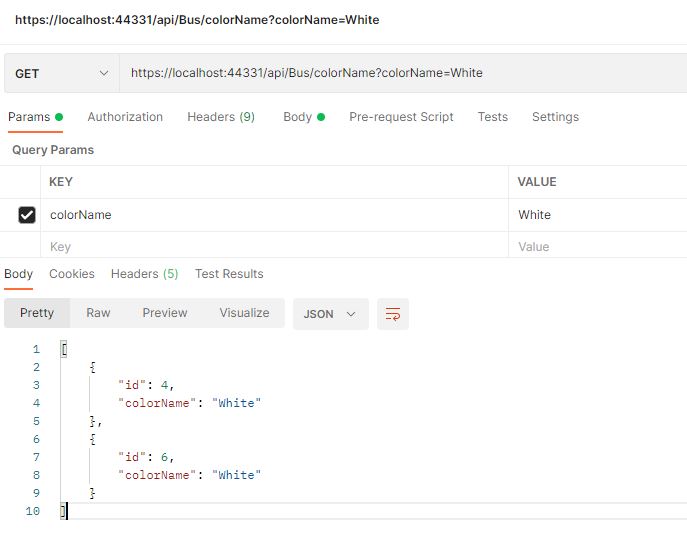 https://localhost:44331/api/Bus/colorName?colorName=White
GET https://localhost:44331/api/Bus/colorName?colorName=White
Params Authorization Headers (9) Body Pre-request Script Tests Settings
Query Params
KEY VALUE
colorName White
Key Value
Body Cookies Headers (5) Test Results
Pretty Raw Preview Visualize JSON
1 [
2 {
3 "id": 4,
4 "colorName": "White"
5 },
6 {
7 "id": 6,
8 "colorName": "White"
9 }
10 ]